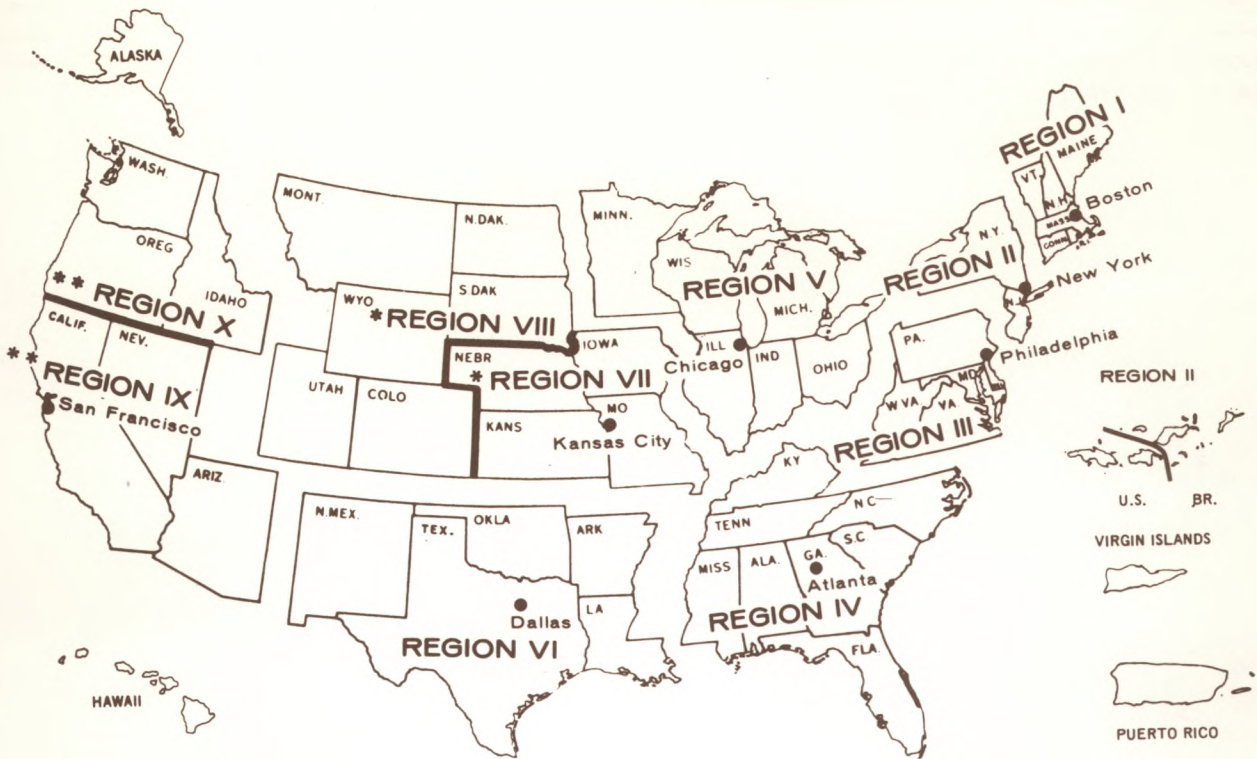 ALASKA
WASH.
OREG
** REGION X
IDAHO
MONT.
N.DAK.
S.DAK
WYO
*REGION VIII
CALIF.
NEV.
**
REGION IX
San Francisco
UTAH
COLO
ARIZ.
NEBR
* REGION VII
IOWA
KANS
MO
Kansas City
MINN.
WIS
REGION V
MICH.
ILL
Chicago
IND
OHIO
REGION I
MAINE
VT.
N.H.
MASS
CONN.
R.I.
Boston
N.Y.
REGION II
New York
N.J.
PA.
Philadelphia
MD
W VA
VA
REGION III
KY
N.MEX.
TEX.
OKLA
ARK
LA
Dallas
REGION VI
TENN
N C
S.C.
MISS
ALA.
GA.
Atlanta
REGION IV
FLA.
HAWAII
REGION II
U.S. BR.
VIRGIN ISLANDS
PUERTO RICO